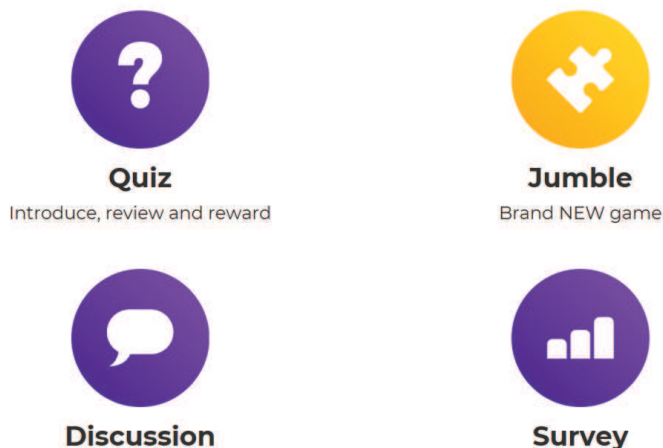 Quiz
Introduce, review and reward
Jumble
Brand NEW game
Discussion
Survey